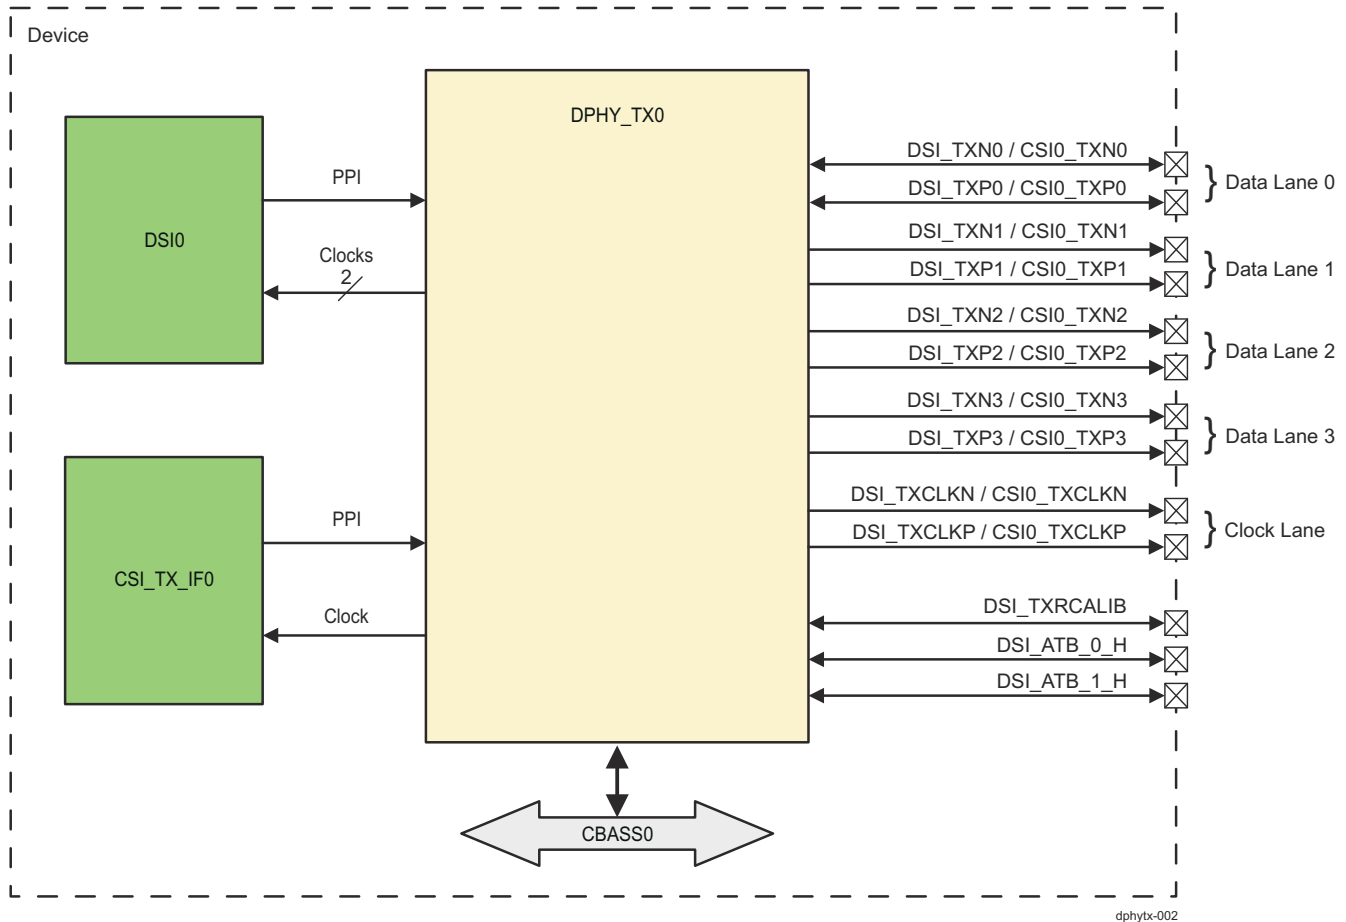 Device
DPHY_TX0
DSI0
PPI
Clocks
2
CSI_TX_IF0
PPI
Clock
DSI_TXN0 / CSI0_TXN0
DSI_TXP0 / CSI0_TXP0
} Data Lane 0
DSI_TXN1 / CSI0_TXN1
DSI_TXP1 / CSI0_TXP1
} Data Lane 1
DSI_TXN2 / CSI0_TXN2
DSI_TXP2 / CSI0_TXP2
} Data Lane 2
DSI_TXN3 / CSI0_TXN3
DSI_TXP3 / CSI0_TXP3
} Data Lane 3
DSI_TXCLKN / CSI0_TXCLKN
DSI_TXCLKP / CSI0_TXCLKP
} Clock Lane
DSI_TXRCALIB
DSI_ATB_0_H
DSI_ATB_1_H
CBASS0
dphytx-002